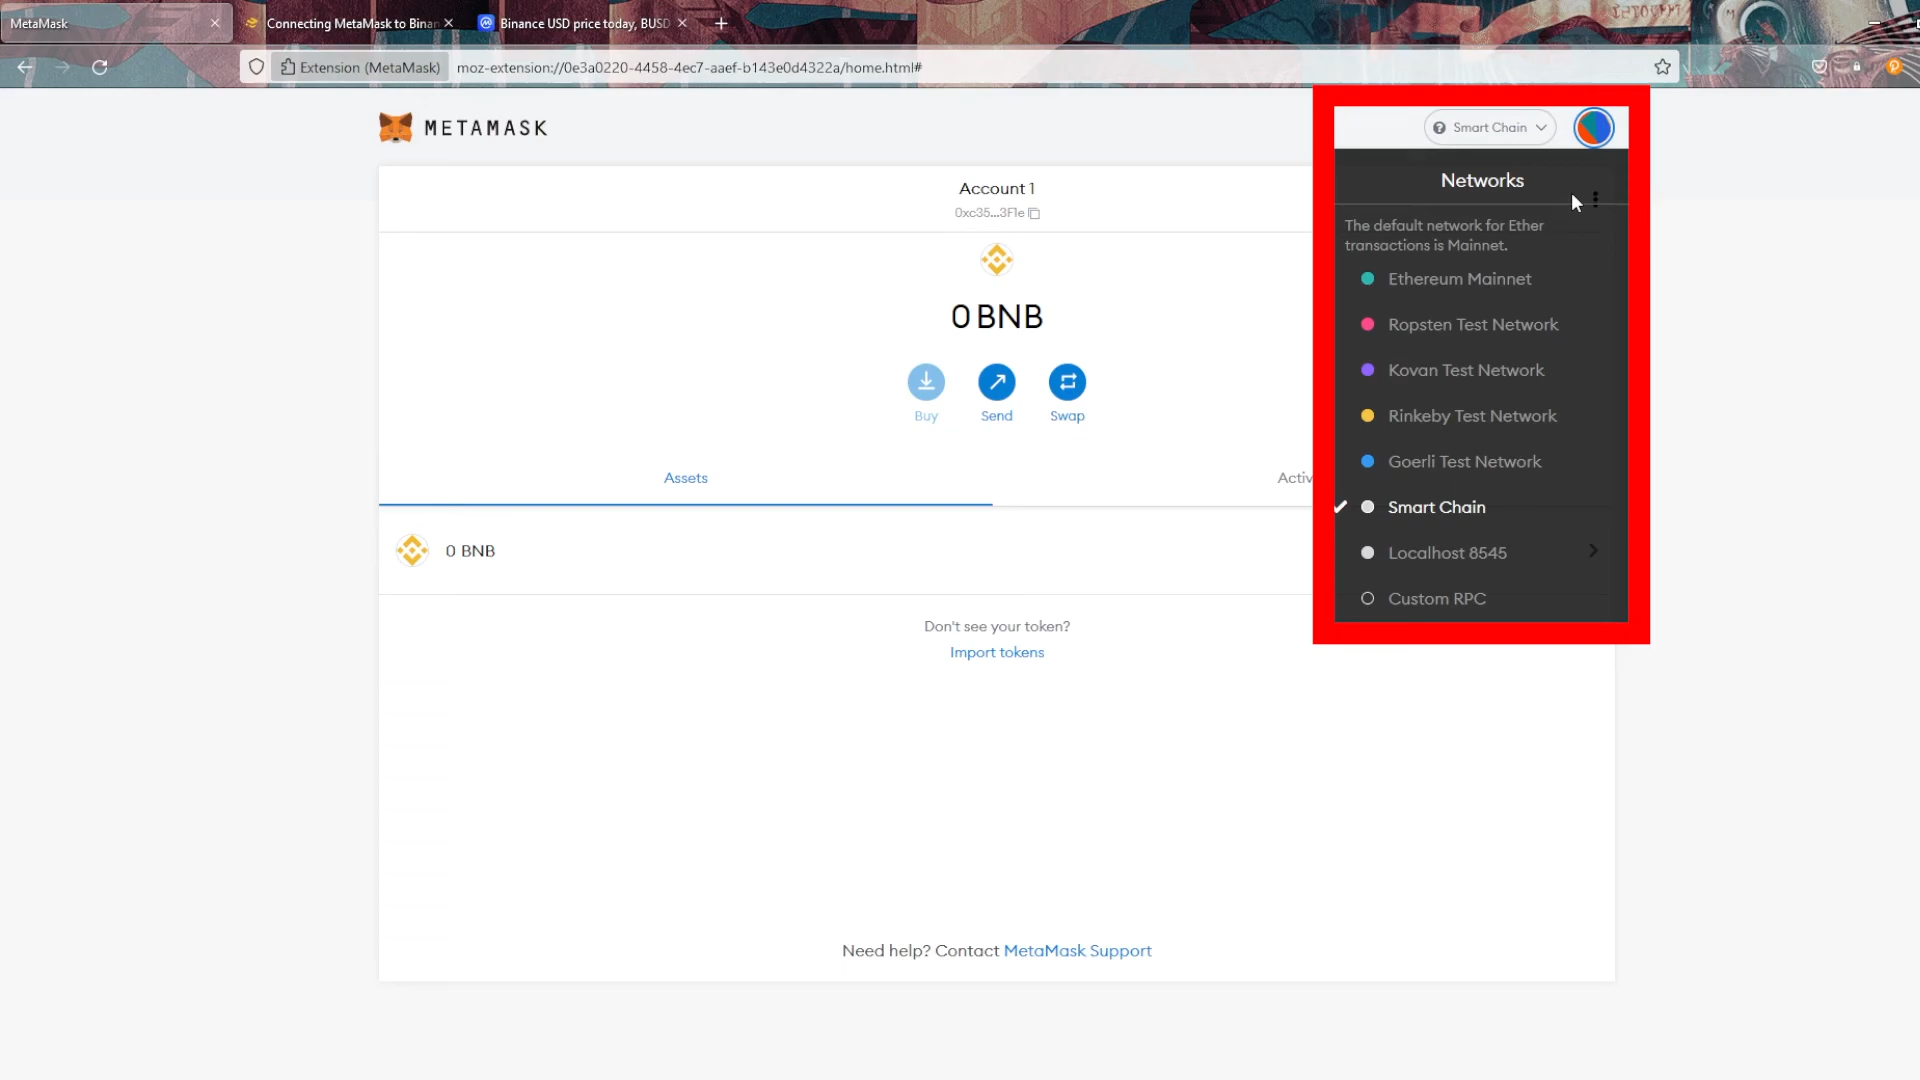 MetaMask
Connecting MetaMask to Binan
Binance USD price today, BUSD
Extension (MetaMask)
moz-extension://0e3a0220-4458-4ec7-aaef-b143e0d4322a/home.html#
METAMASK
Smart Chain
Account 1
0xc35...3F1e
0 BNB
Buy
Send
Swap
Assets
Activ
0 BNB
Don't see your token?
Import tokens
Need help? Contact MetaMask Support
Networks
The default network for Ether
transactions is Mainnet.
Ethereum Mainnet
Ropsten Test Network
Kovan Test Network
Rinkeby Test Network
Goerli Test Network
Smart Chain
Localhost 8545
Custom RPC